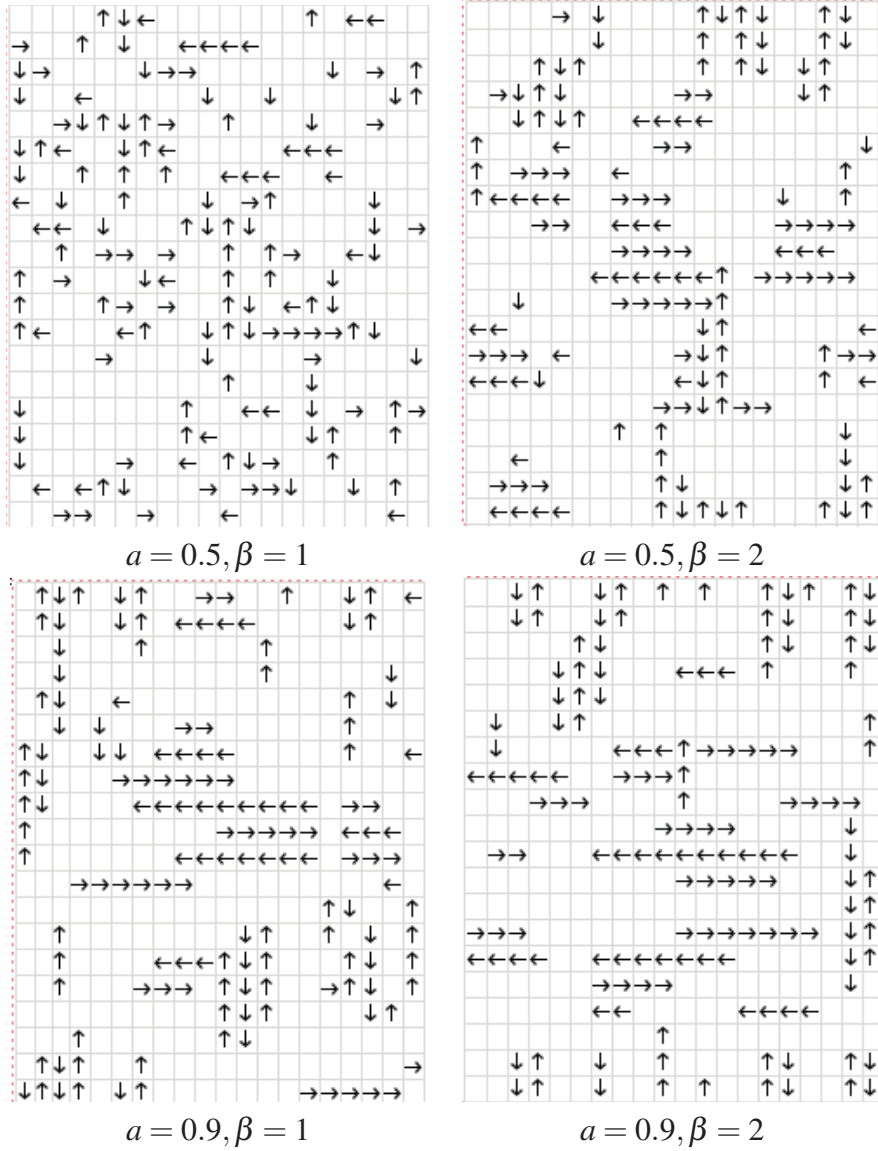 a = 0.5, β = 1
a = 0.5, β = 2
a = 0.9, β = 1
a = 0.9, β = 2